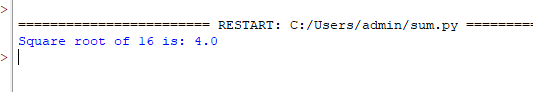 >
======================== RESTART: C:/Users/admin/sum.py ========
Square root of 16 is: 4.0
>